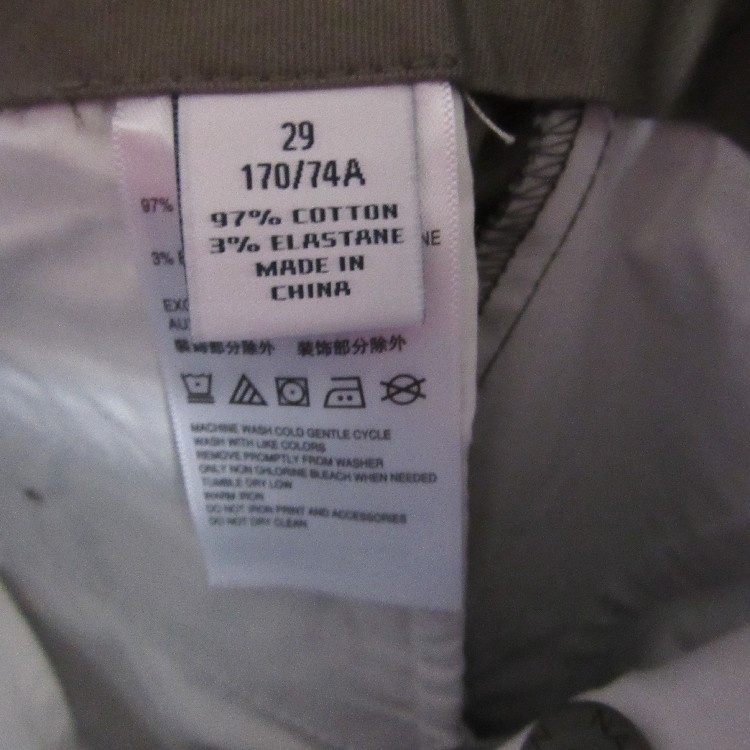 29
170/74A
97% COTTON
3% ELASTANE
MADE IN
CHINA
97%
3%
NE
EXC
AU
装饰部分除外 装饰部分除外
MACHINE WASH COLD GENTLE CYCLE
WASH WITH LIKE COLORS
REMOVE PROMPTLY FROM WASHER
ONLY NON CHLORINE BLEACH WHEN NEEDED
TUMBLE DRY LOW
WARM IRON
DO NOT IRON PRINT AND ACCESSORIES
DO NOT DRY CLEAN